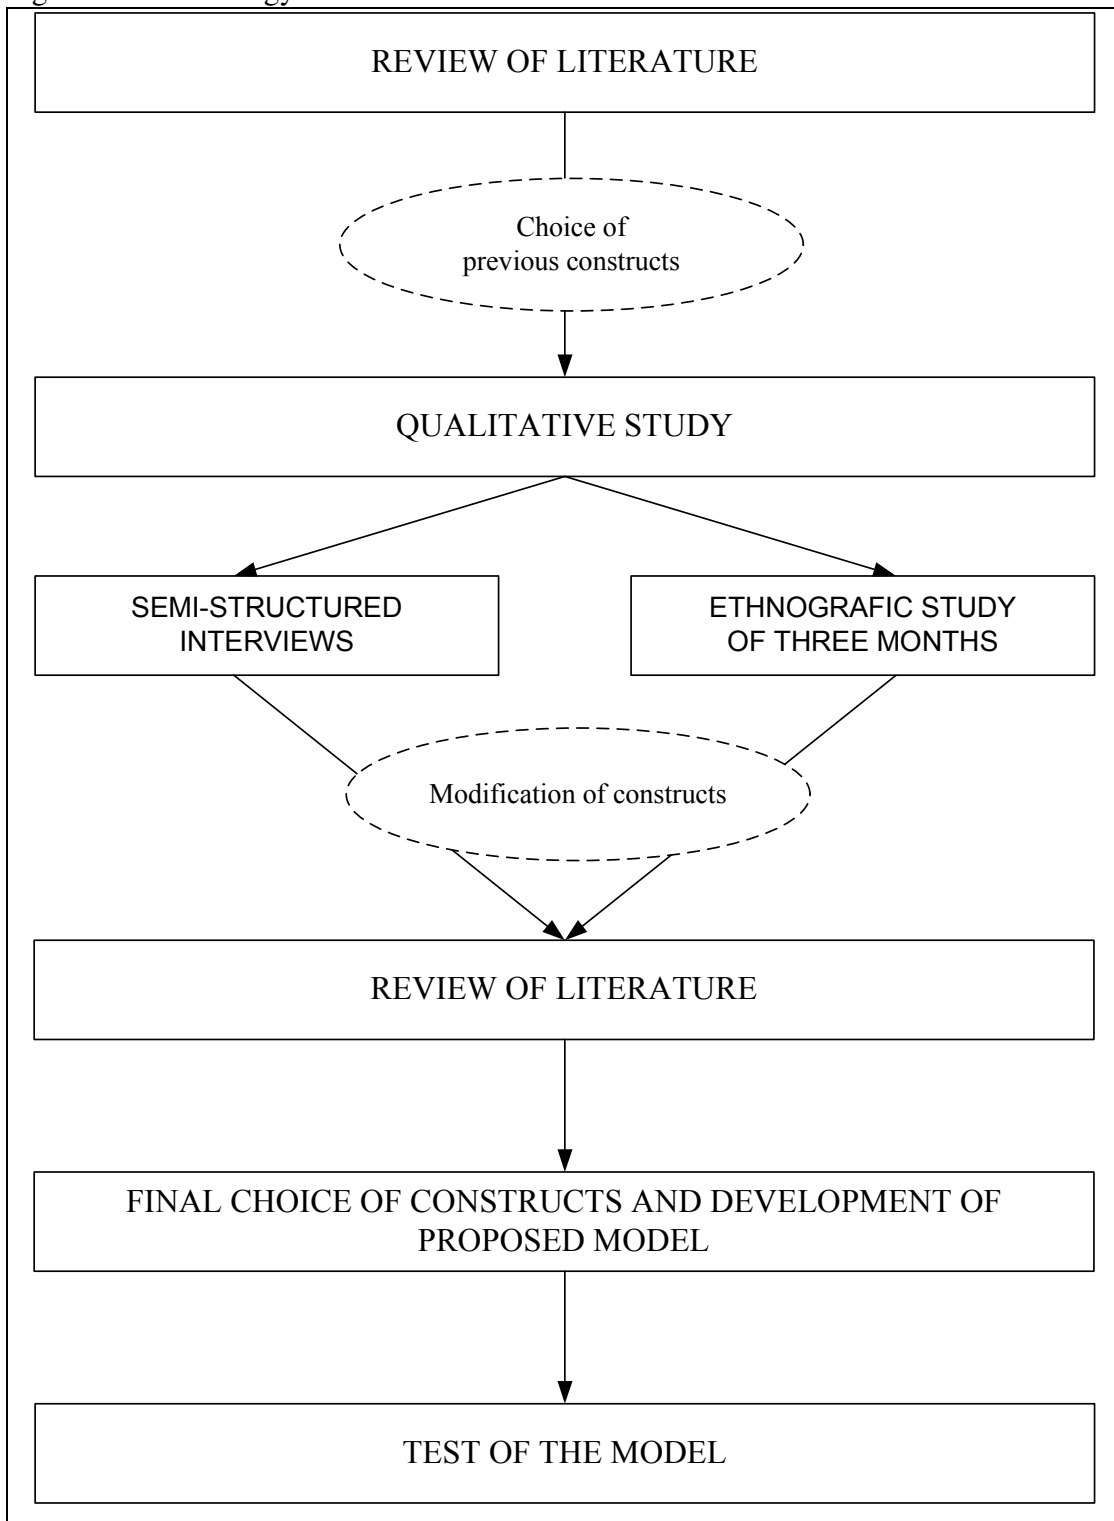 REVIEW OF LITERATURE
Choice of
previous constructs
QUALITATIVE STUDY
SEMI-STRUCTURED
INTERVIEWS
ETHNOGRAFIC STUDY
OF THREE MONTHS
Modification of constructs
REVIEW OF LITERATURE
FINAL CHOICE OF CONSTRUCTS AND DEVELOPMENT OF
PROPOSED MODEL
TEST OF THE MODEL